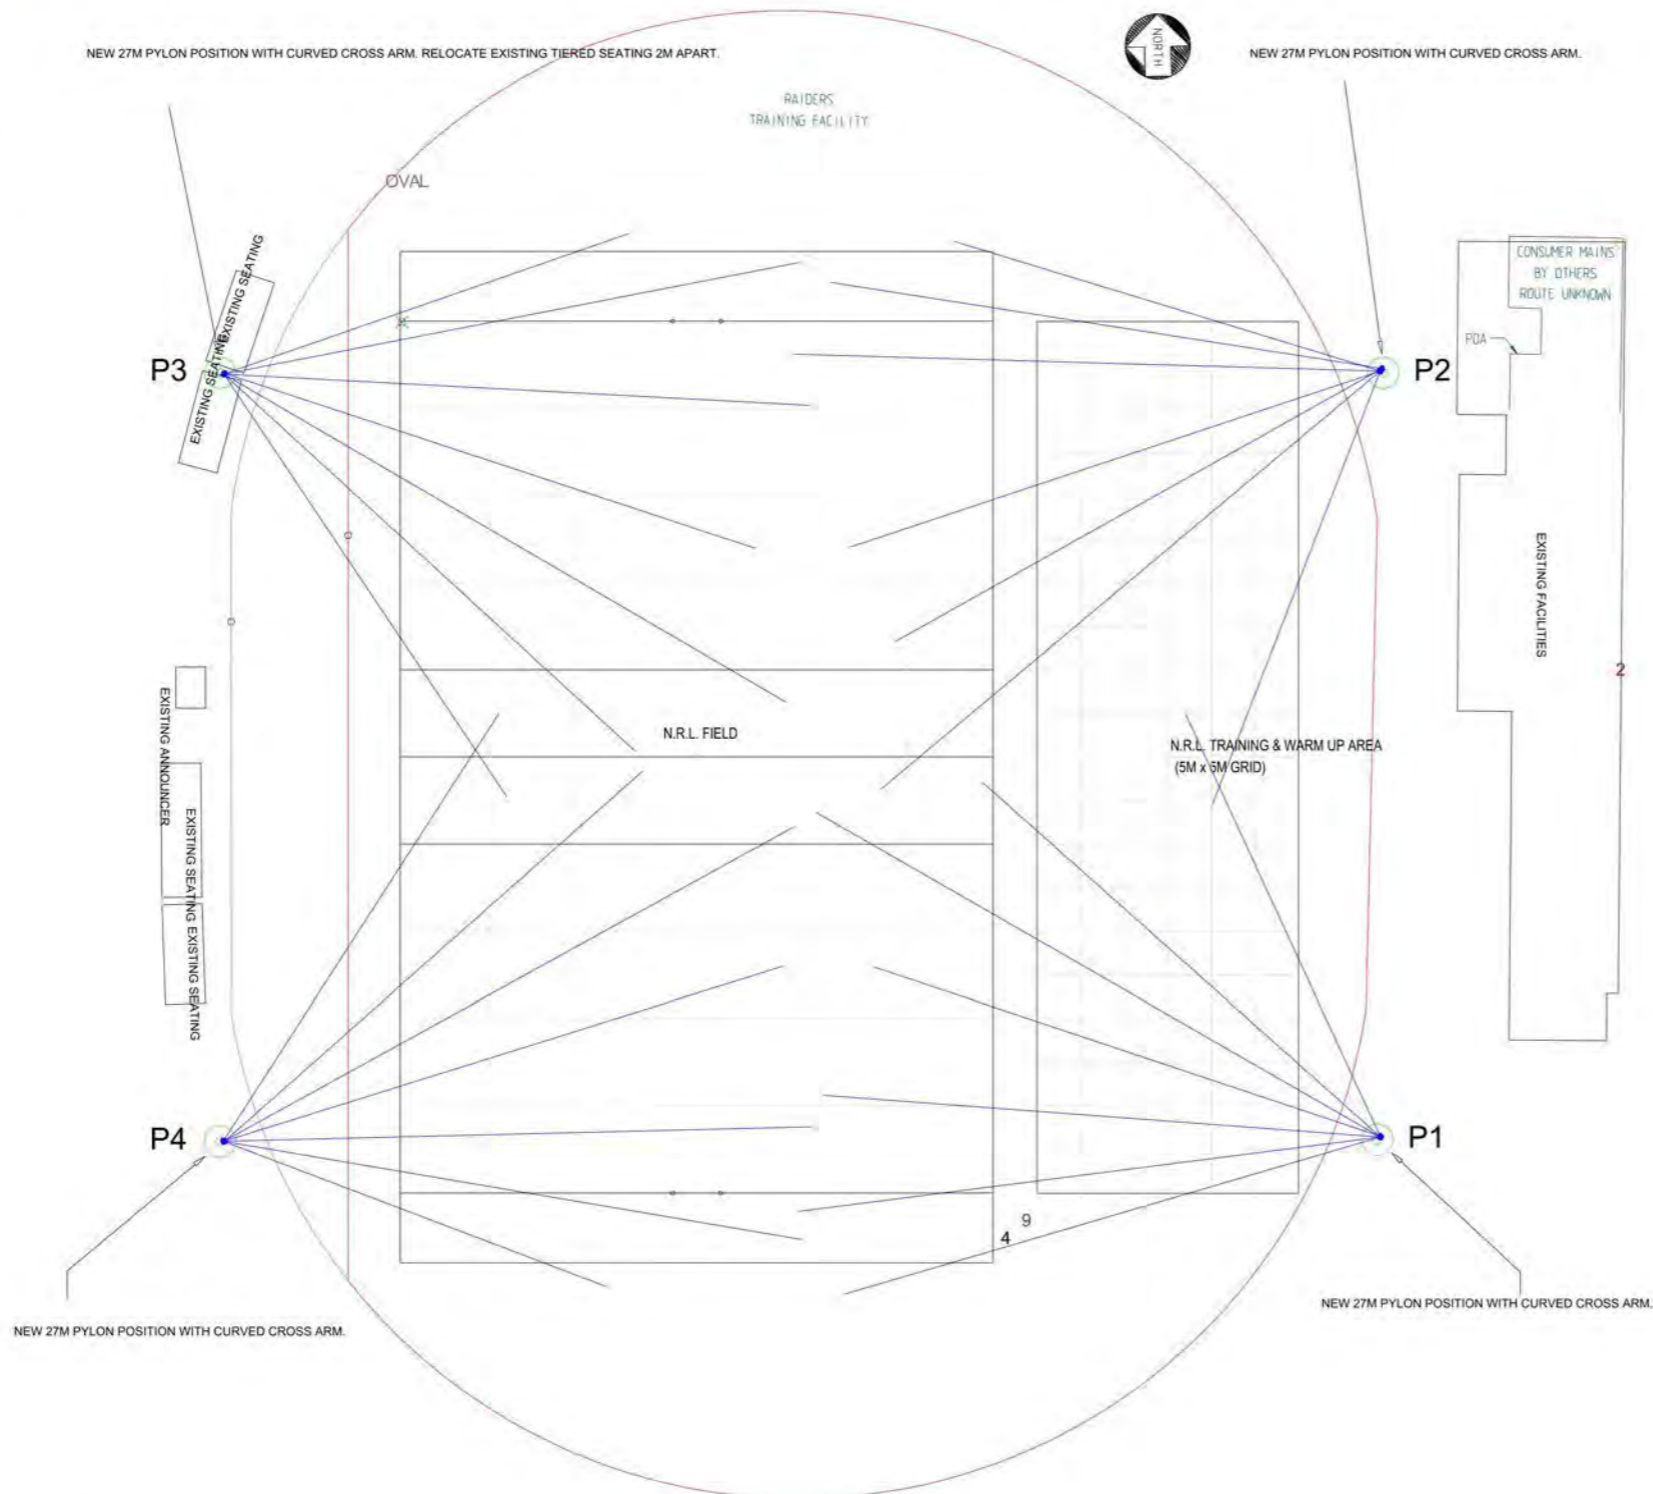 NEW 27M PYLON POSITION WITH CURVED CROSS ARM. RELOCATE EXISTING TIERED SEATING 2M APART.
NORTH
NEW 27M PYLON POSITION WITH CURVED CROSS ARM.
RAIDERS
TRAINING FACILITY
OVAL
EXISTING SEATING
EXISTING SEATING
CONSUMER MAINS
BY OTHERS
ROUTE UNKNOWN
PDA
P3
P2
EXISTING FACILITIES
2
EXISTING ANNOUNCER
N.R.L. FIELD
N.R.L. TRAINING & WARM UP AREA
(5M x 5M GRID)
EXISTING SEATING
EXISTING SEATING
P4
P1
9
4
NEW 27M PYLON POSITION WITH CURVED CROSS ARM.
NEW 27M PYLON POSITION WITH CURVED CROSS ARM.